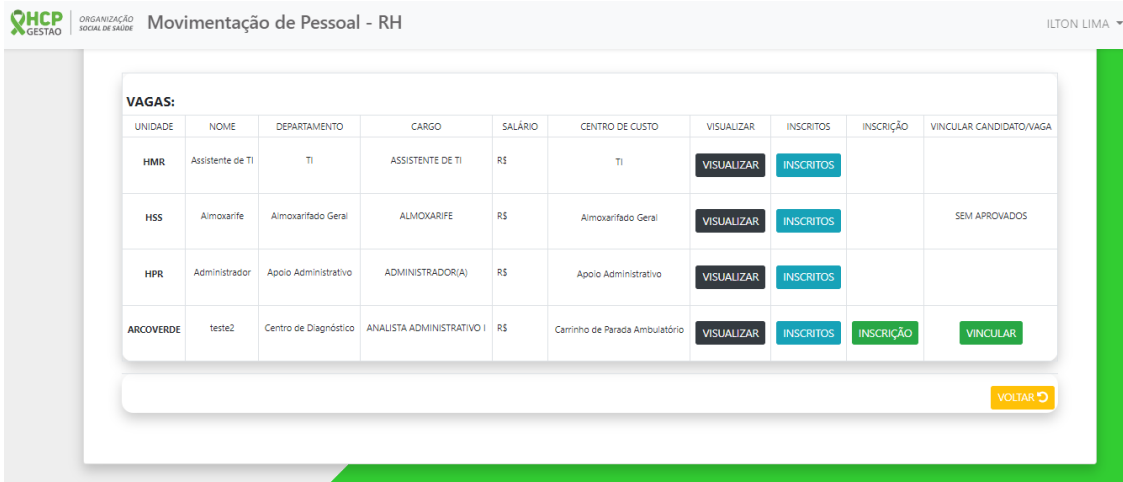 HCP GESTAO ORGANIZAÇÃO SOCIAL DE SAÚDE Movimentação de Pessoal - RH ILTON LIMA
VAGAS:
UNIDADE NOME DEPARTAMENTO CARGO SALÁRIO CENTRO DE CUSTO VISUALIZAR INSCRITOS INSCRIÇÃO VINCULAR CANDIDATO/VAGA
HMR Assistente de TI TI ASSISTENTE DE TI R$ TI VISUALIZAR INSCRITOS
HSS Almoxarife Almoxarifado Geral ALMOXARIFE R$ Almoxarifado Geral VISUALIZAR INSCRITOS SEM APROVADOS
HPR Administrador Apoio Administrativo ADMINISTRADOR(A) R$ Apoio Administrativo VISUALIZAR INSCRITOS
ARCOVERDE teste2 Centro de Diagnóstico ANALISTA ADMINISTRATIVO I R$ Carrinho de Parada Ambulatório VISUALIZAR INSCRITOS INSCRIÇÃO VINCULAR
VOLTAR